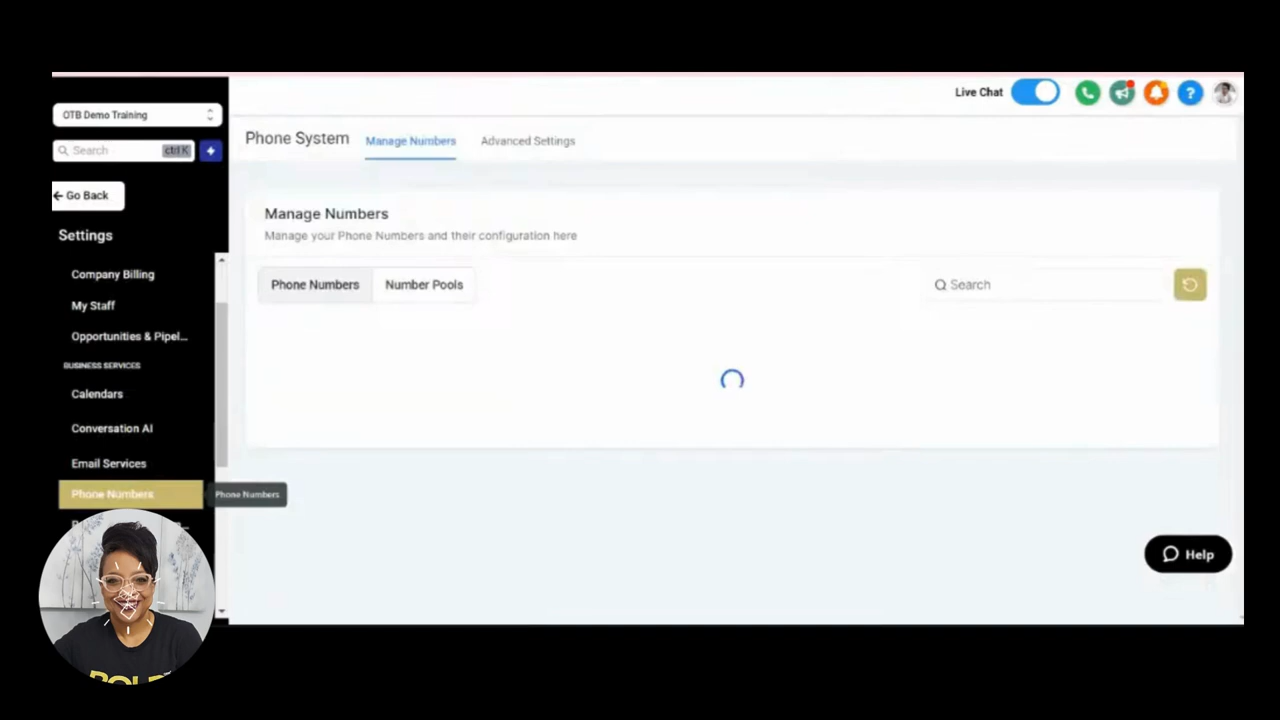 Live Chat
OTB Demo Training
Search
ctrl K
Go Back
Settings
Company Billing
My Staff
Opportunities & Pipel...
BUSINESS SERVICES
Calendars
Conversation AI
Email Services
Phone Numbers
Phone Numbers
Phone System
Manage Numbers
Advanced Settings
Manage Numbers
Manage your Phone Numbers and their configuration here
Phone Numbers
Number Pools
Search
Help